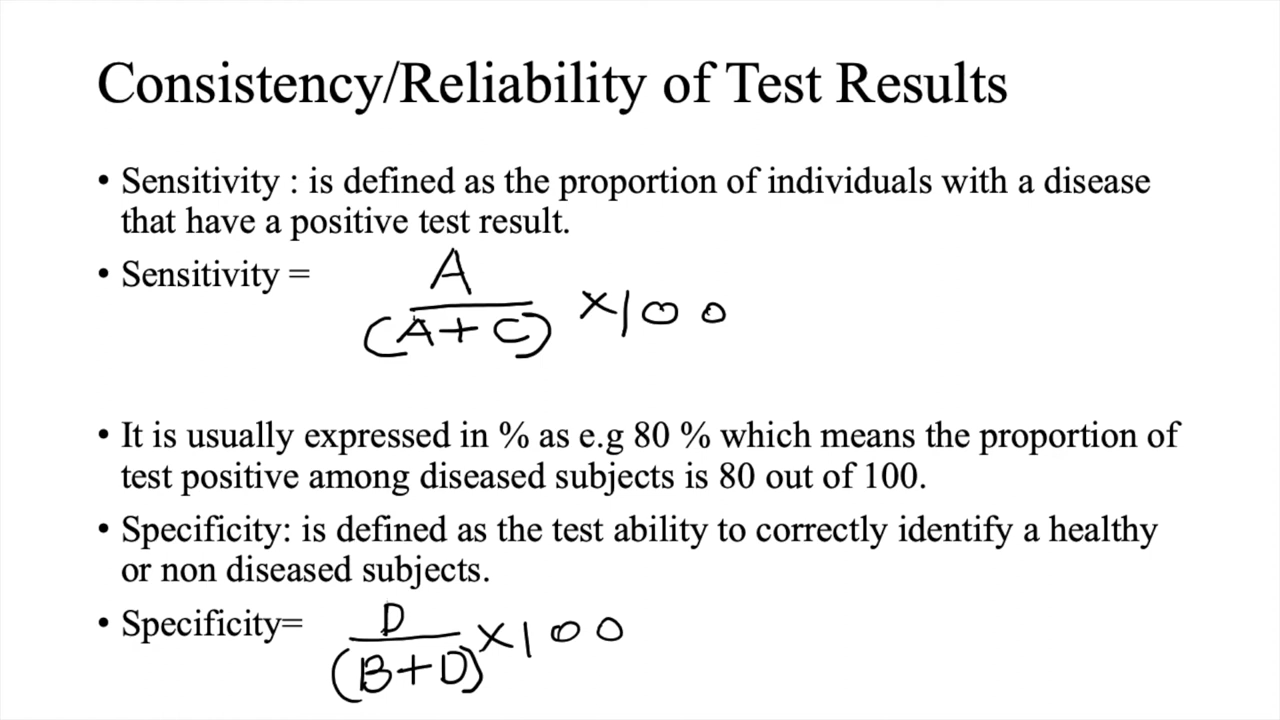 Consistency/Reliability of Test Results
• Sensitivity : is defined as the proportion of individuals with a disease
that have a positive test result.
• Sensitivity =
A
(A+C) ×100
• It is usually expressed in % as e.g 80 % which means the proportion of
test positive among diseased subjects is 80 out of 100.
• Specificity: is defined as the test ability to correctly identify a healthy
or non diseased subjects.
• Specificity=
D
(B+D) ×100